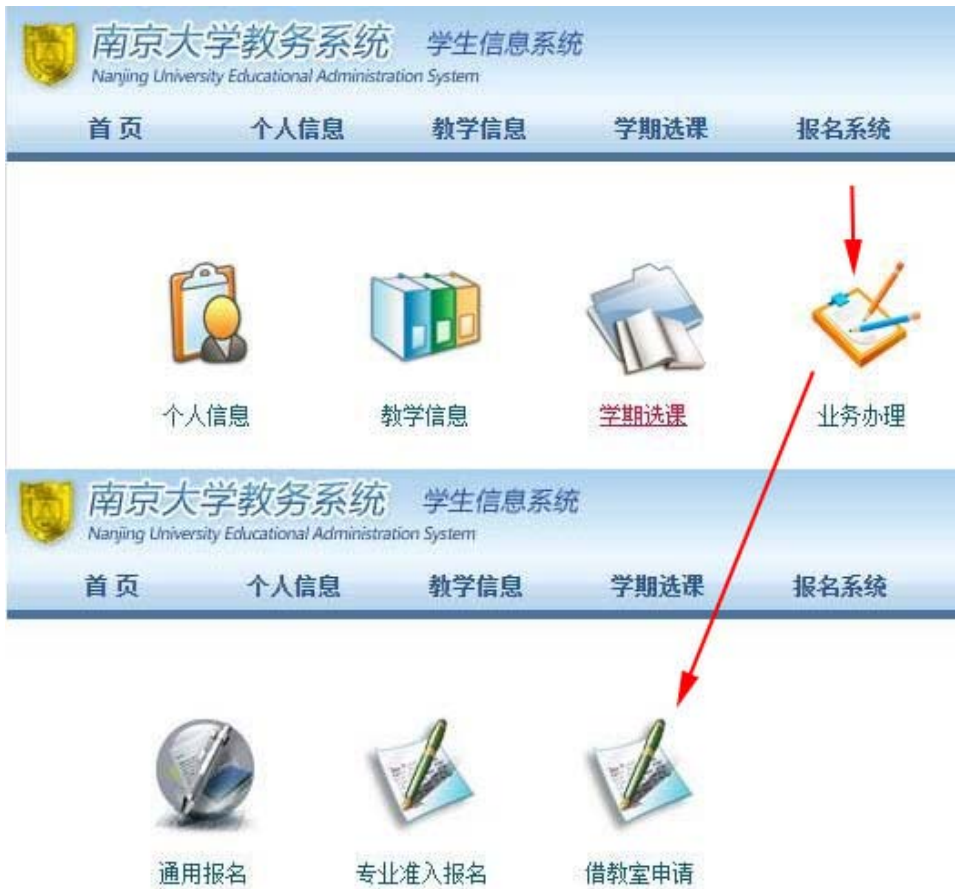 南京大学教务系统 学生信息系统
Nanjing University Educational Administration System
首 页 个人信息 教学信息 学期选课 报名系统
个人信息 教学信息 学期选课 业务办理
南京大学教务系统 学生信息系统
Nanjing University Educational Administration System
首 页 个人信息 教学信息 学期选课 报名系统
通用报名 专业准入报名 借教室申请